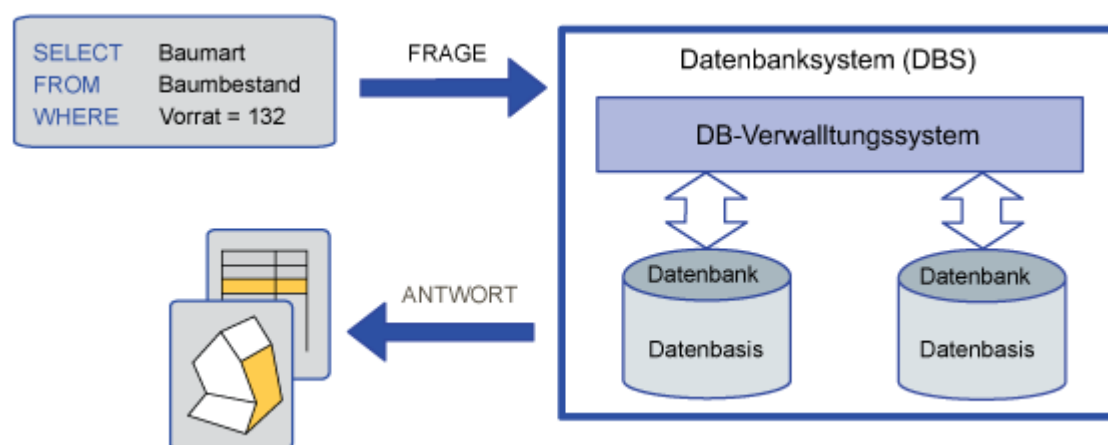 SELECT Baumart
FROM Baumbestand
WHERE Vorrat = 132
FRAGE
Datenbanksystem (DBS)
DB-Verwalltungssystem
Datenbank
Datenbasis
Datenbank
Datenbasis
ANTWORT